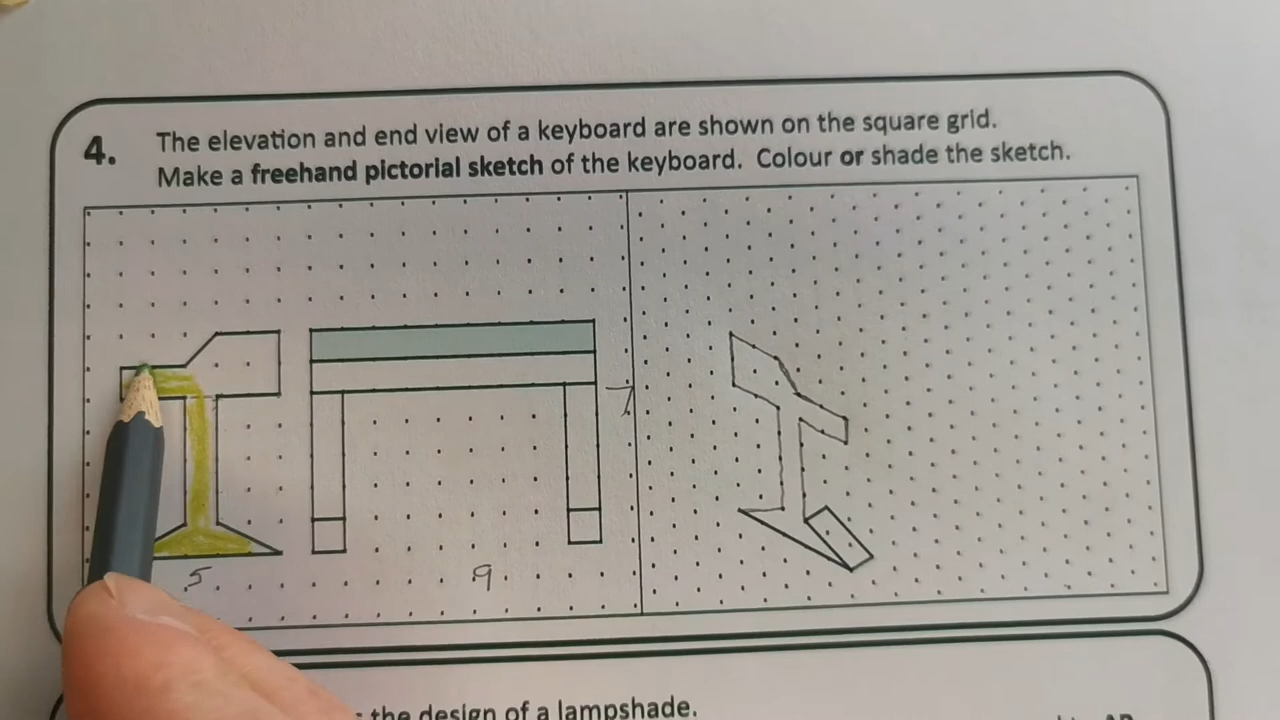 4. The elevation and end view of a keyboard are shown on the square grid.
Make a freehand pictorial sketch of the keyboard. Colour or shade the sketch.
7
5
9
the design of a lampshade.